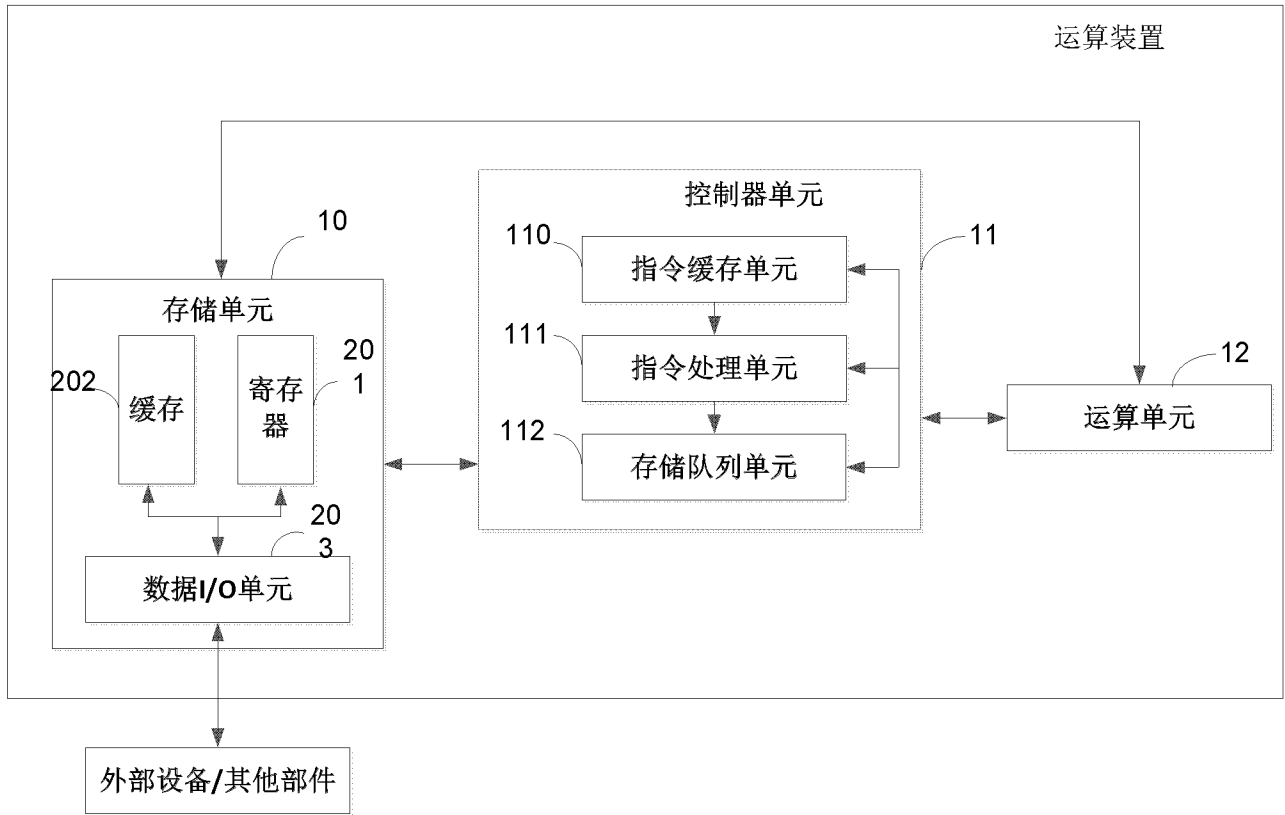 运算装置
控制器单元
10
110
11
指令缓存单元
存储单元
111
指令处理单元
12
202
缓存
寄存
器
20
1
运算单元
112
存储队列单元
20
3
数据I/O单元
外部设备/其他部件